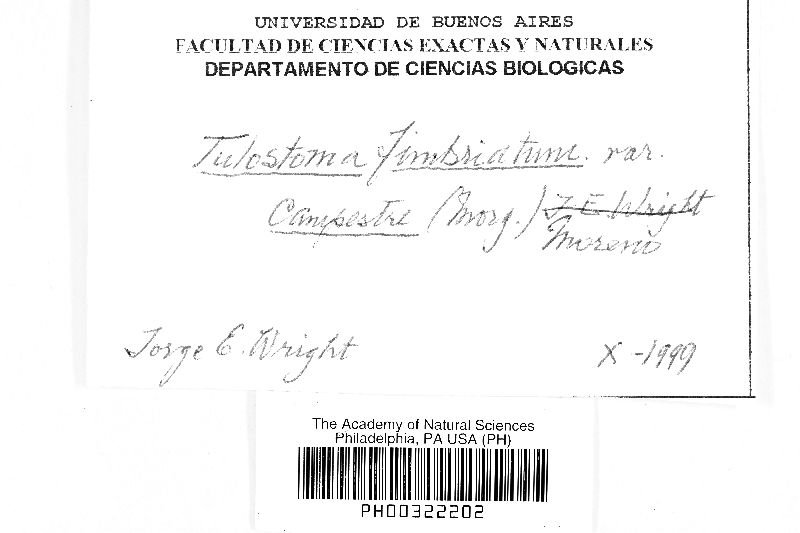 UNIVERSIDAD DE BUENOS AIRES
FACULTAD DE CIENCIAS EXACTAS Y NATURALES
DEPARTAMENTO DE CIENCIAS BIOLOGICAS
Tulostoma fimbriatum. var.
Campestre (Morg.) J. E. Wright
Moreno
Jorge E. Wright
X - 1999
The Academy of Natural Sciences
Philadelphia, PA USA (PH)
PH00322202